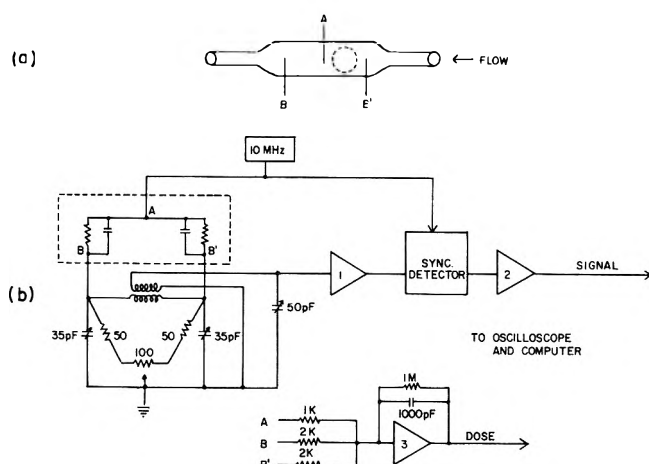 (a)
A
B
E'
← FLOW
10 MHz
A
B
B'
(b)
35pF
50
50
35pF
100
50pF
1
SYNC.
DETECTOR
2
SIGNAL
TO OSCILLOSCOPE
AND COMPUTER
1M
1000pF
A
1K
B
2K
B'
2K
3
DOSE